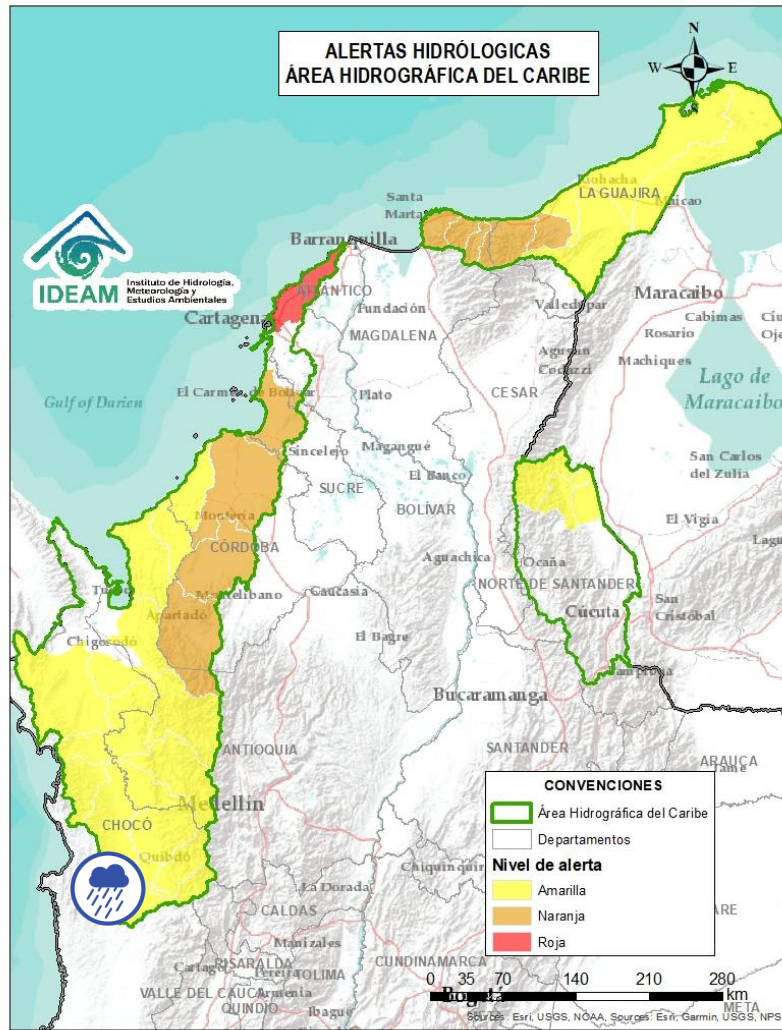 ALERTAS HIDRÓLOGICAS
ÁREA HIDROGRÁFICA DEL CARIBE
N
W
E
S
Riohacha
LA GUAJIRA
Maicao
Santa
Marta
Barranquilla
IDEAM
Instituto de Hidrología,
Meteorología y
Estudios Ambientales
ATLÁNTICO
Cartagena
Fundación
Valledupar
Maracaibo
Cabimas
MAGDALENA
Rosario
Machiques
Agustín
Codazzi
Lago de
Maracaibo
Gulf of Darien
El Carmen de Bolívar
Plato
CESAR
Sincelejo
Magangué
San Carlos
del Zulia
SUCRE
El Banco
BOLÍVAR
Montería
El Vigía
CÓRDOBA
Aguachica
Ocaña
NORTE DE SANTANDER
Caucasia
San
Cristóbal
Cúcuta
Apartadó
Chigorodó
El Bagre
Pamplona
Bucaramanga
ANTIOQUIA
SANTANDER
ARAUCA
Tame
CONVENCIONES
Área Hidrográfica del Caribe
Departamentos
Nivel de alerta
Amarilla
Naranja
Roja
Medellín
CHOCÓ
Quibdó
La Dorada
CALDAS
Manizales
RISARALDA
Cartago
Pereira
TOLIMA
CUNDINAMARCA
VALLE DEL CAUCA
Armenia
QUINDÍO
Ibagué
META
0 35 70 140 210 280
km
Sources: Esri, USGS, NOAA, Sources: Esri, Garmin, USGS, NPS